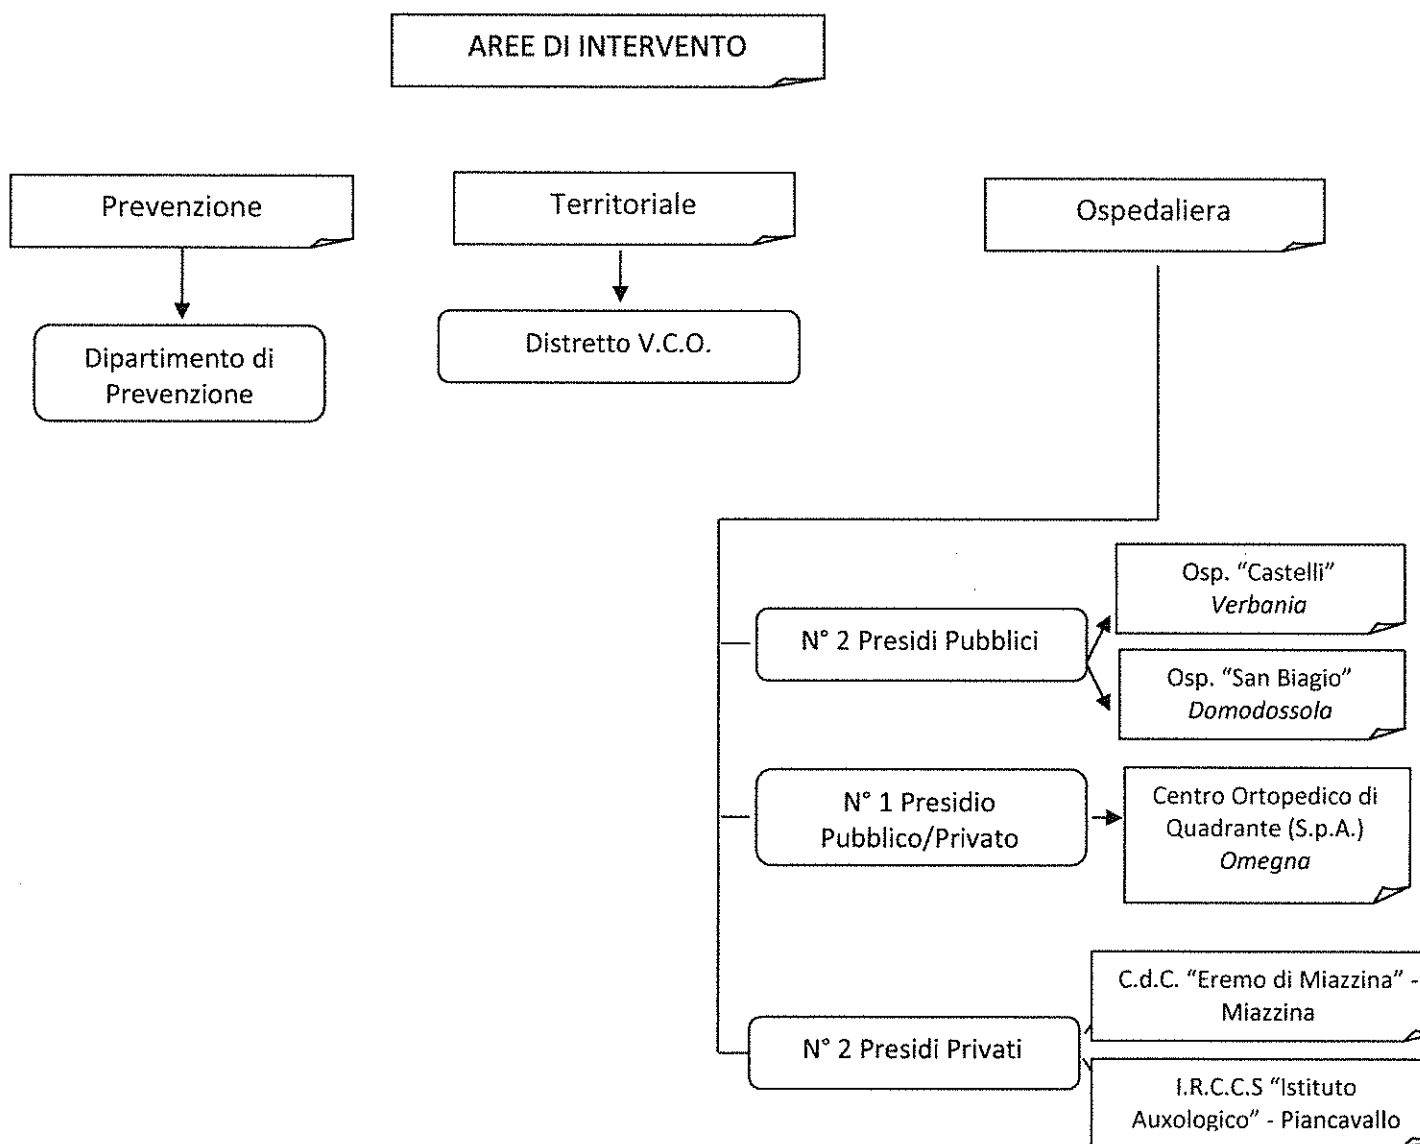 AREE DI INTERVENTO
Prevenzione
Territoriale
Ospedaliera
Dipartimento di
Prevenzione
Distretto V.C.O.
N° 2 Presidi Pubblici
Osp. “Castelli”
Verbania
Osp. “San Biagio”
Domodossola
N° 1 Presidio
Pubblico/Privato
Centro Ortopedico di
Quadrante (S.p.A.)
Omegna
N° 2 Presidi Privati
C.d.C. “Eremo di Miazzina” -
Miazzina
I.R.C.C.S “Istituto
Auxologico” - Piancavallo